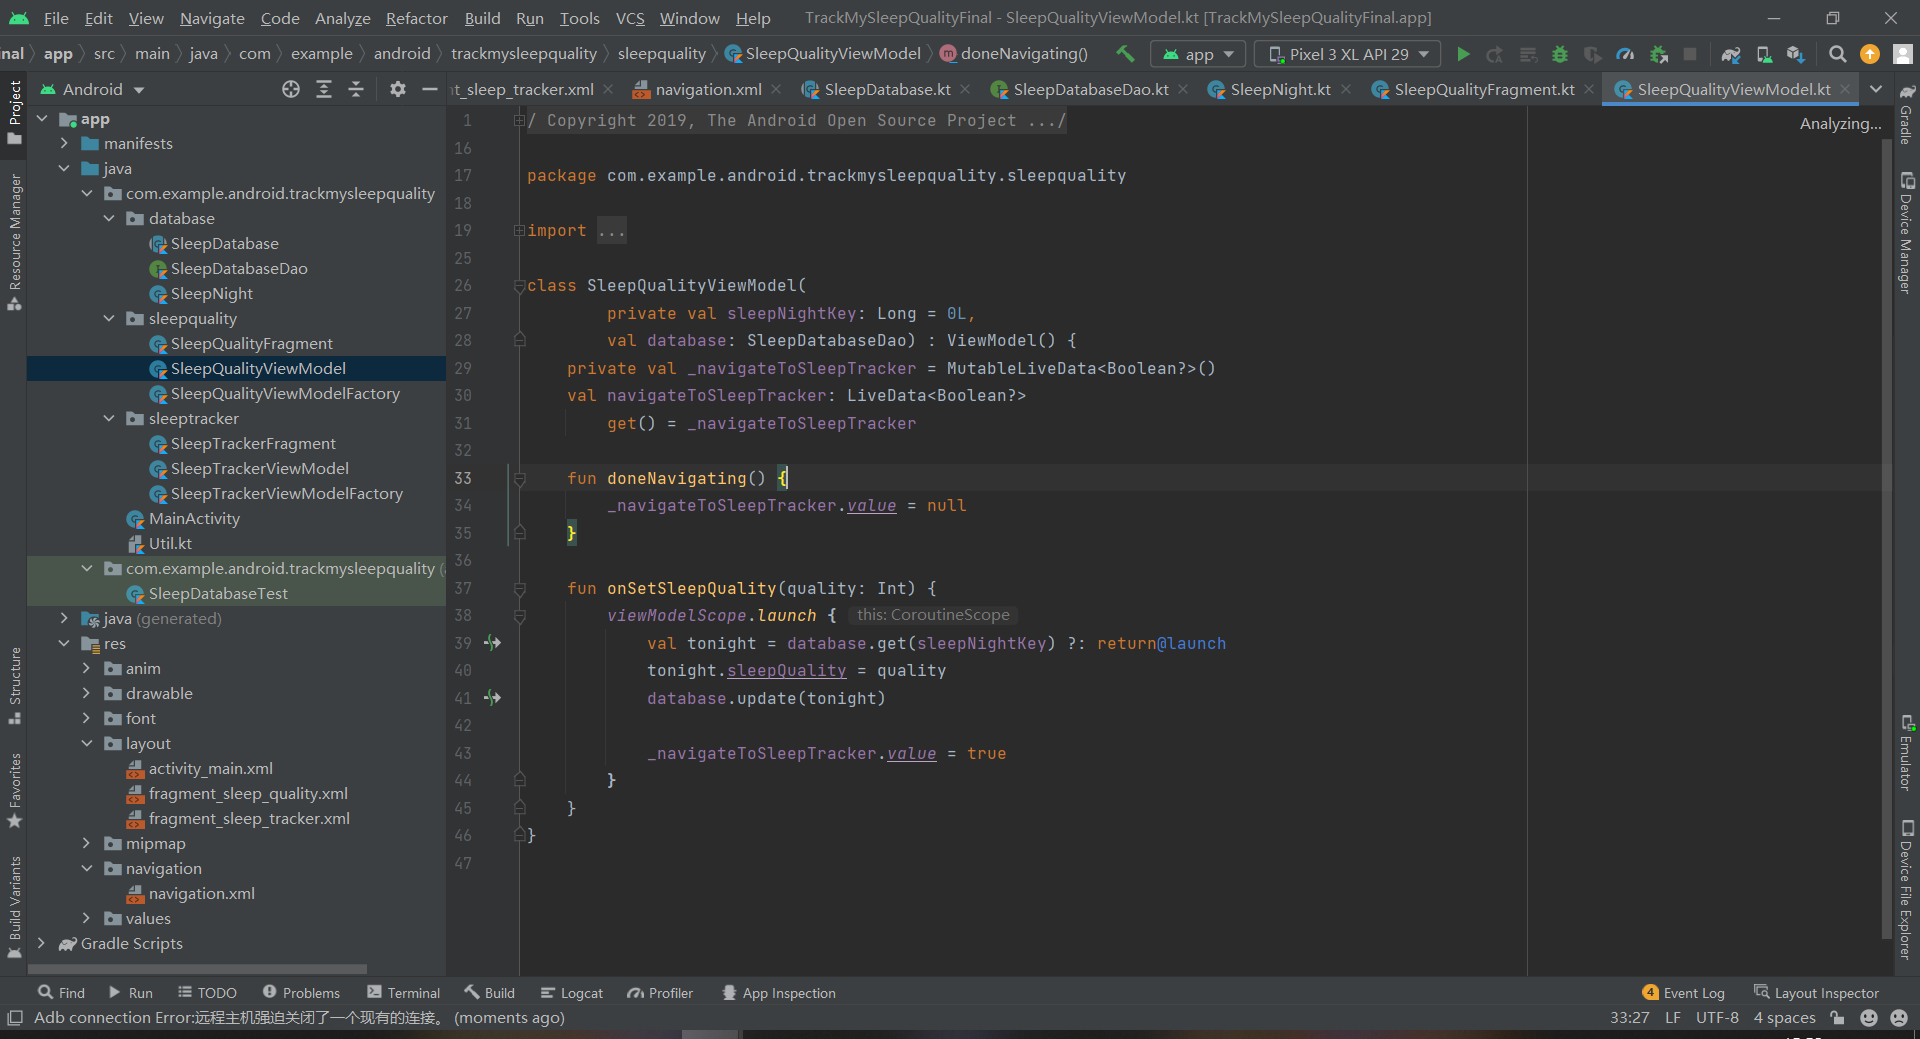 File Edit View Navigate Code Analyze Refactor Build Run Tools VCS Window Help TrackMySleepQualityFinal - SleepQualityViewModel.kt [TrackMySleepQualityFinal.app]
inal app src main java com example android trackmysleepquality sleepquality SleepQualityViewModel doneNavigating() app Pixel 3 XL API 29
Android nt_sleep_tracker.xml navigation.xml SleepDatabase.kt SleepDatabaseDao.kt SleepNight.kt SleepQualityFragment.kt SleepQualityViewModel.kt
Project
Resource Manager
Structure
Favorites
Build Variants
app
manifests
java
com.example.android.trackmysleepquality
database
SleepDatabase
SleepDatabaseDao
SleepNight
sleepquality
SleepQualityFragment
SleepQualityViewModel
SleepQualityViewModelFactory
sleeptracker
SleepTrackerFragment
SleepTrackerViewModel
SleepTrackerViewModelFactory
MainActivity
Util.kt
com.example.android.trackmysleepquality (
SleepDatabaseTest
java (generated)
res
anim
drawable
font
layout
activity_main.xml
fragment_sleep_quality.xml
fragment_sleep_tracker.xml
mipmap
navigation
navigation.xml
values
Gradle Scripts
1 / Copyright 2019, The Android Open Source Project .../
Analyzing...
16
17 package com.example.android.trackmysleepquality.sleepquality
18
19 import ...
25
26 class SleepQualityViewModel(
27 private val sleepNightKey: Long = 0L,
28 val database: SleepDatabaseDao) : ViewModel() {
29 private val _navigateToSleepTracker = MutableLiveData<Boolean?>()
30 val navigateToSleepTracker: LiveData<Boolean?>
31 get() = _navigateToSleepTracker
32
33 fun doneNavigating() {
34 _navigateToSleepTracker.value = null
35 }
36
37 fun onSetSleepQuality(quality: Int) {
38 viewModelScope.launch { this: CoroutineScope
39 val tonight = database.get(sleepNightKey) ?: return@launch
40 tonight.sleepQuality = quality
41 database.update(tonight)
42
43 _navigateToSleepTracker.value = true
44 }
45 }
46 }
47
Gradle
Device Manager
Emulator
Device File Explorer
Find Run TODO Problems Terminal Build Logcat Profiler App Inspection 4 Event Log Layout Inspector
Adb connection Error:远程主机强迫关闭了一个现有的连接。 (moments ago) 33:27 LF UTF-8 4 spaces